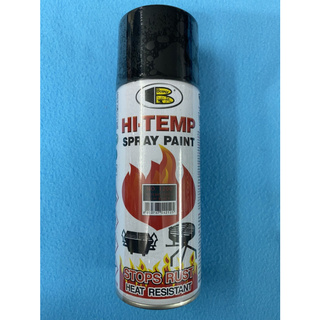 B
HI-TEMP
SPRAY PAINT
STOPS RUST
HEAT RESISTANT